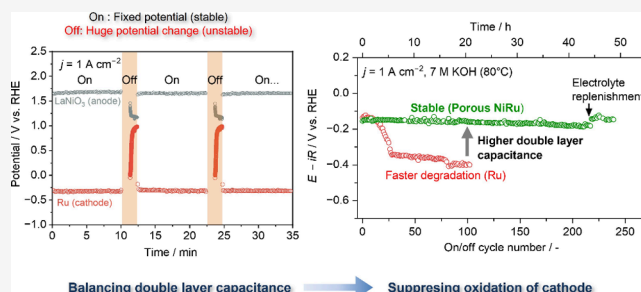 On : Fixed potential (stable)
Off: Huge potential change (unstable)
j = 1 A cm⁻²
On Off On Off On...
LaNiO₃ (anode)
Ru (cathode)
Potential / V vs. RHE
2.5
2.0
1.5
1.0
0.5
0.0
−0.5
−1.0
0 5 10 15 20 25 30 35
Time / min
Time / h
0 10 20 30 40 50
j = 1 A cm⁻², 7 M KOH (80°C)
Electrolyte
replenishment
Stable (Porous NiRu)
Higher double layer
capacitance
Faster degradation (Ru)
E − iR / V vs. RHE
0.2
0.0
−0.2
−0.4
−0.6
0 50 100 150 200 250
On/off cycle number / -
Balancing double layer capacitance
Suppresing oxidation of cathode